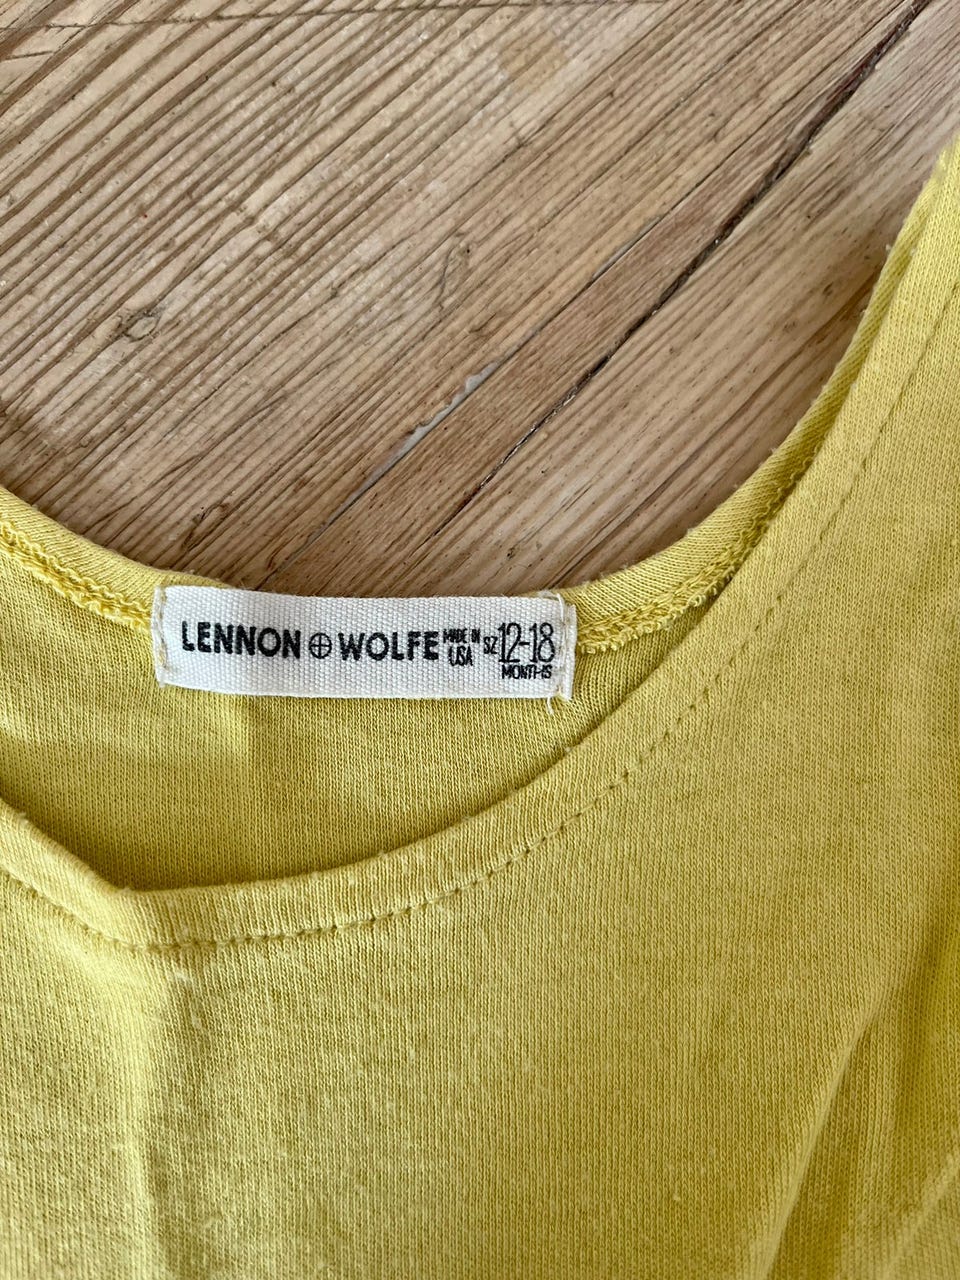 LENNON ⊕ WOLFE
MADE IN
USA
SZ 12-18
MONTHS